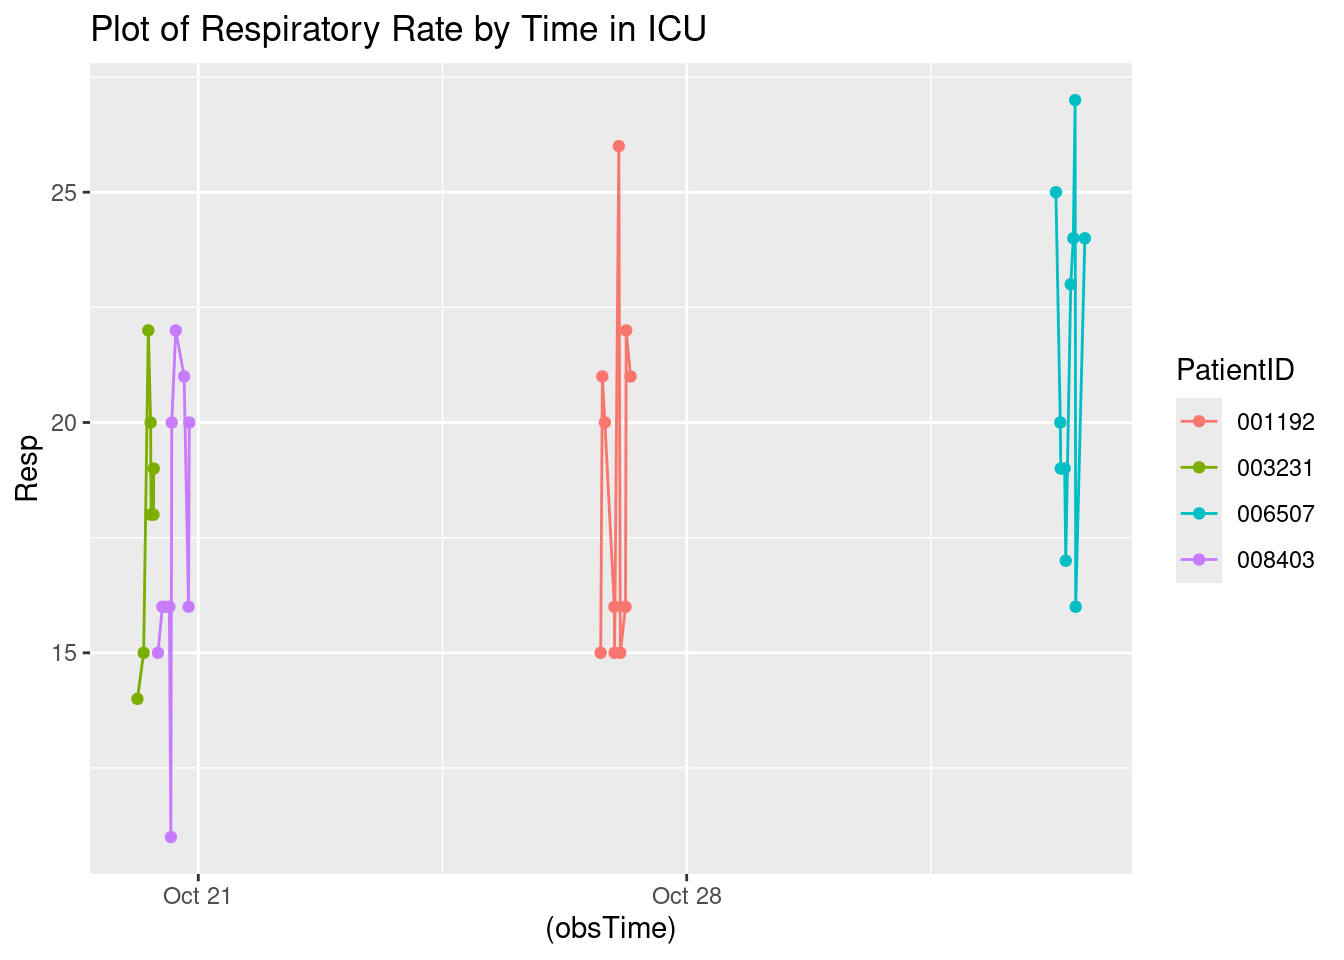 Plot of Respiratory Rate by Time in ICU
25
20
15
Resp
Oct 21
Oct 28
(obsTime)
PatientID
001192
003231
006507
008403